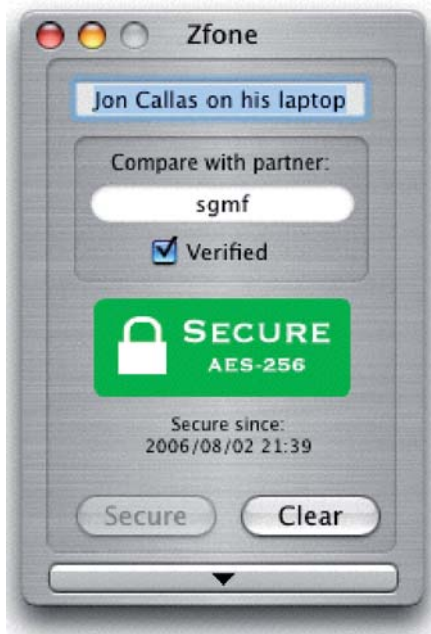 Zfone
Jon Callas on his laptop
Compare with partner:
sgmf
Verified
SECURE
AES-256
Secure since:
2006/08/02 21:39
Secure
Clear